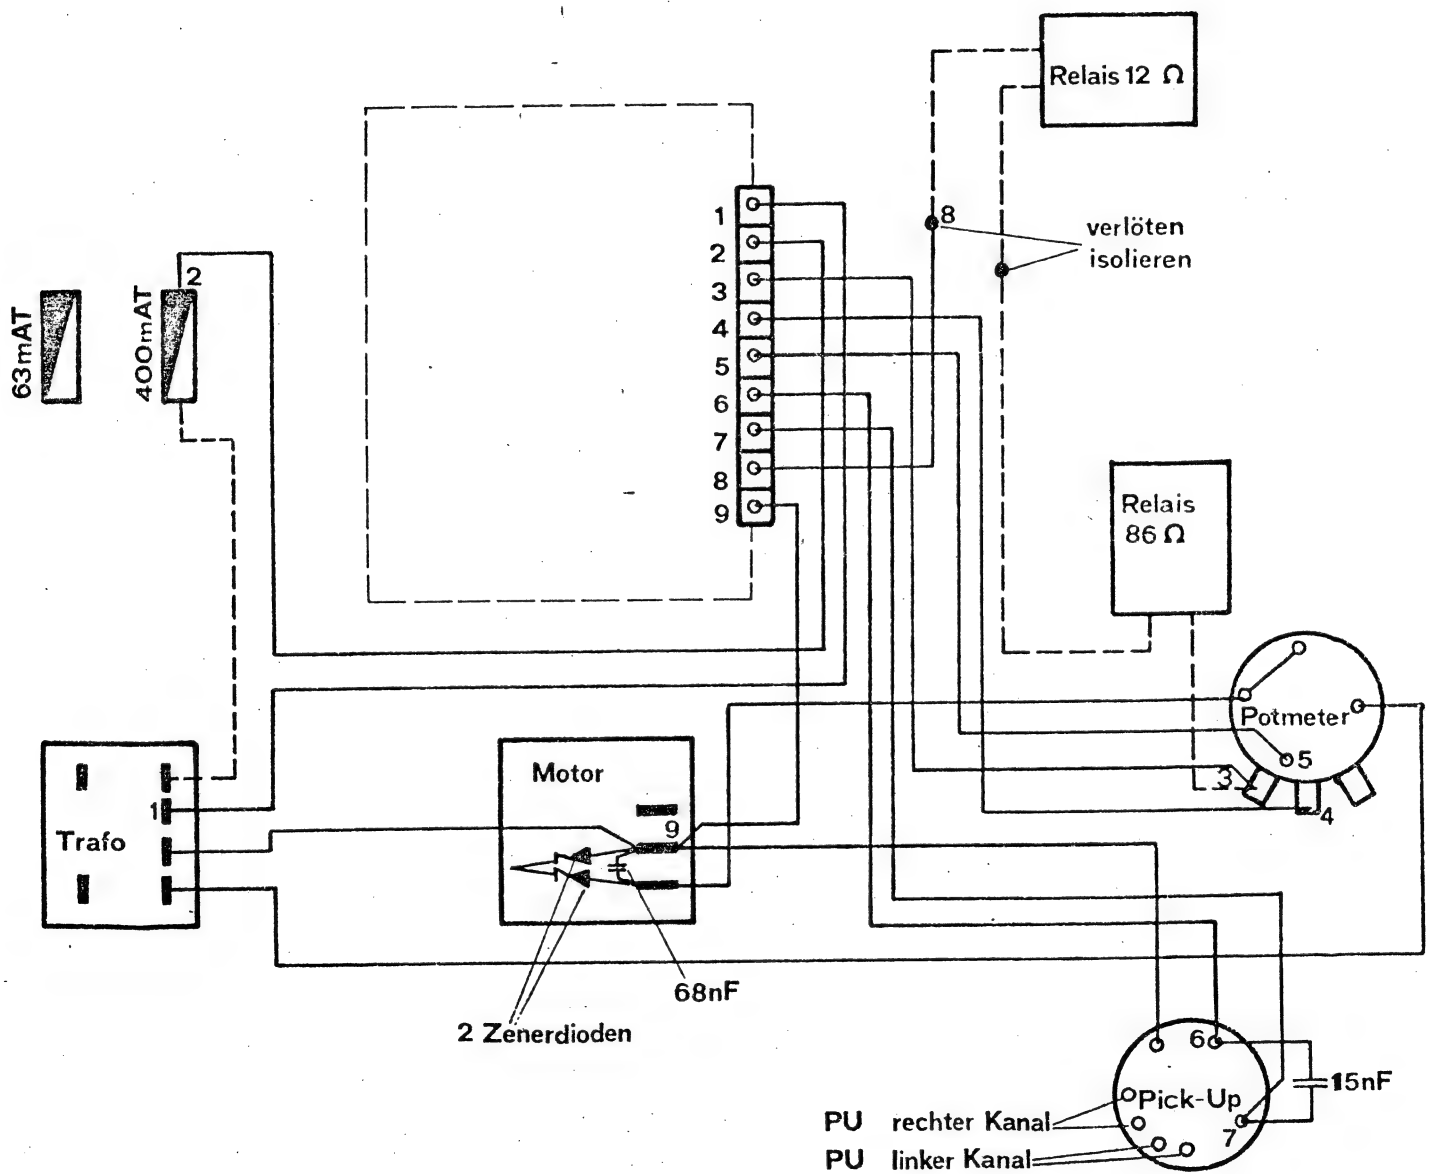 Relais 12 Ω
1
2
3
4
5
6
7
8
9
8
verlöten
isolieren
63mAT
400mAT
2
Relais
86 Ω
Potmeter
5
3
4
Trafo
1
Motor
9
68nF
2 Zenerdioden
6
Pick-Up
7
15nF
PU rechter Kanal
PU linker Kanal